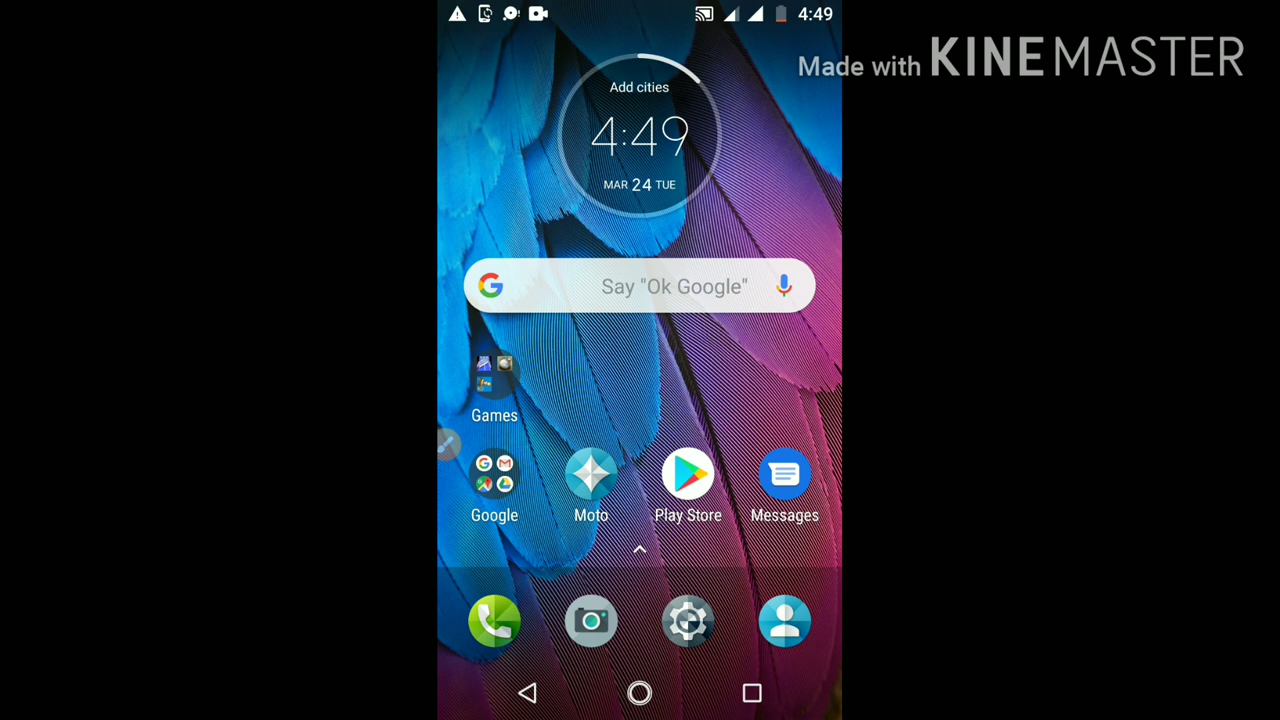 4:49
Made with KINEMASTER
Add cities
4:49
MAR 24 TUE
Say "Ok Google"
Games
Google
Moto
Play Store
Messages